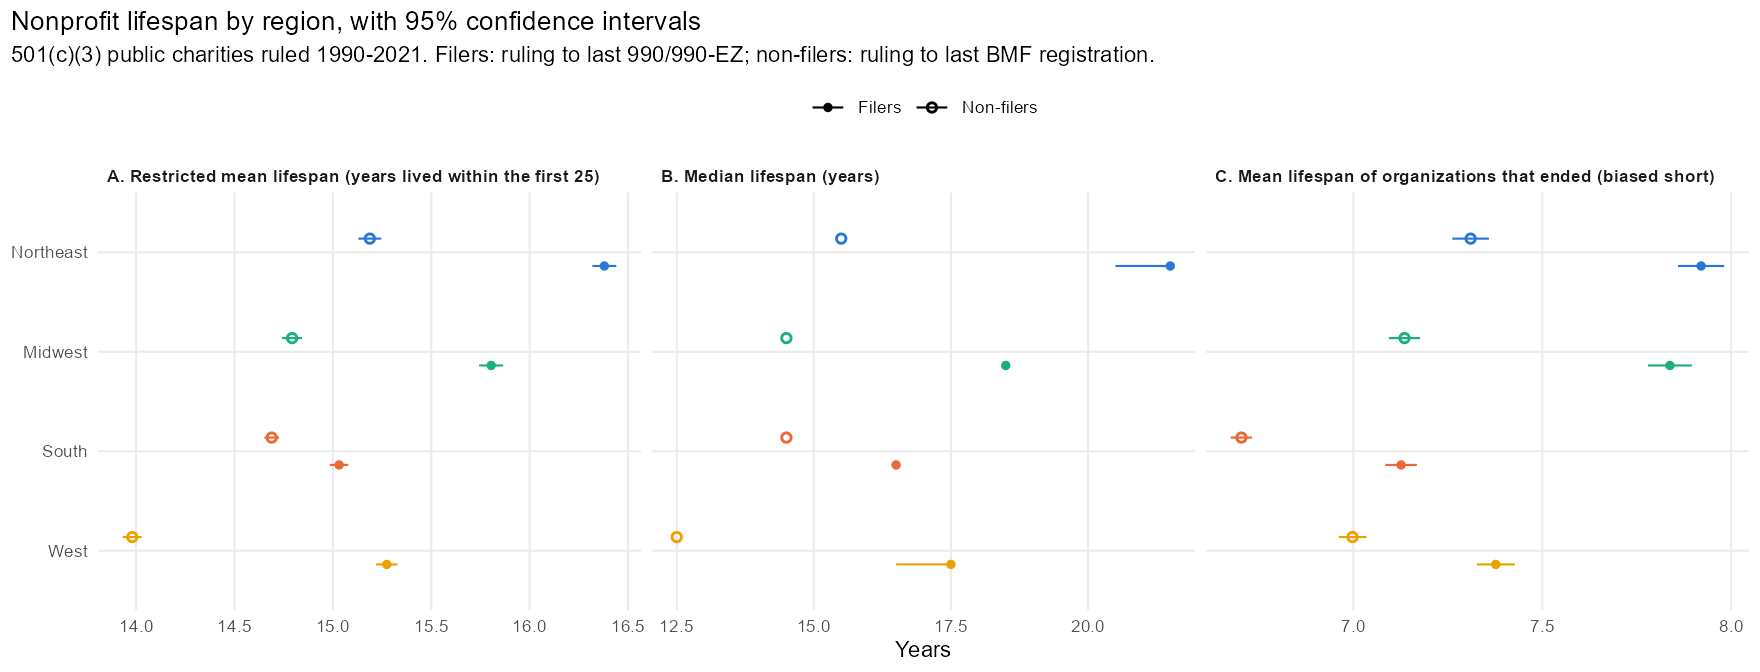 Nonprofit lifespan by region, with 95% confidence intervals
501(c)(3) public charities ruled 1990-2021. Filers: ruling to last 990/990-EZ; non-filers: ruling to last BMF registration.
Filers Non-filers
A. Restricted mean lifespan (years lived within the first 25)
B. Median lifespan (years)
C. Mean lifespan of organizations that ended (biased short)
Northeast
Midwest
South
West
14.0 14.5 15.0 15.5 16.0 16.5
12.5 15.0 17.5 20.0
7.0 7.5 8.0
Years